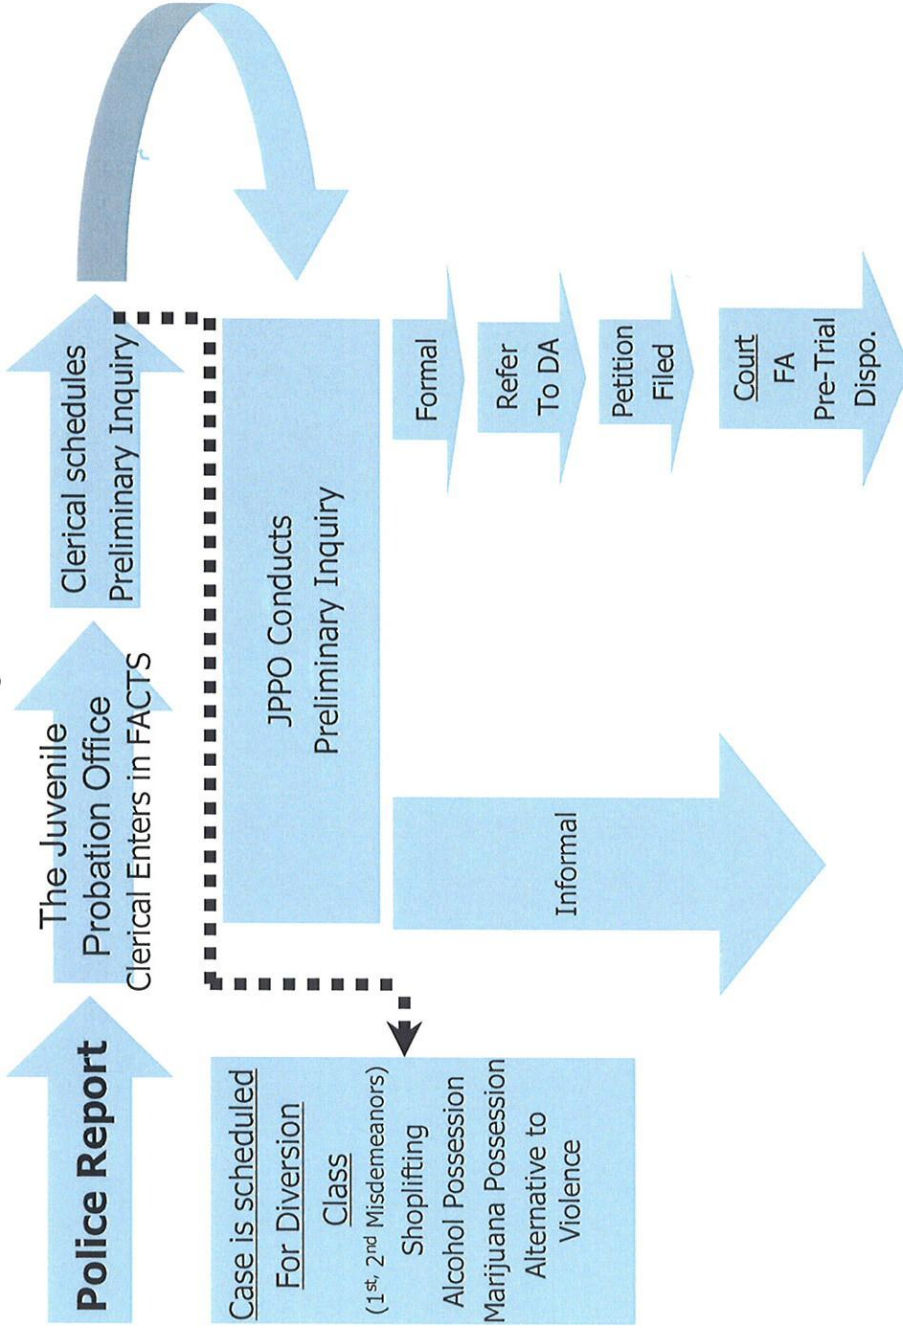 Police Report
The Juvenile
Probation Office
Clerical Enters in FACTS
Clerical schedules
Preliminary Inquiry
Case is scheduled
For Diversion
Class
(1st, 2nd Misdemeanors)
Shoplifting
Alcohol Possession
Marijuana Possession
Alternative to
Violence
JPPO Conducts
Preliminary Inquiry
Informal
Formal
Refer
To DA
Petition
Filed
Court
FA
Pre-Trial
Dispo.